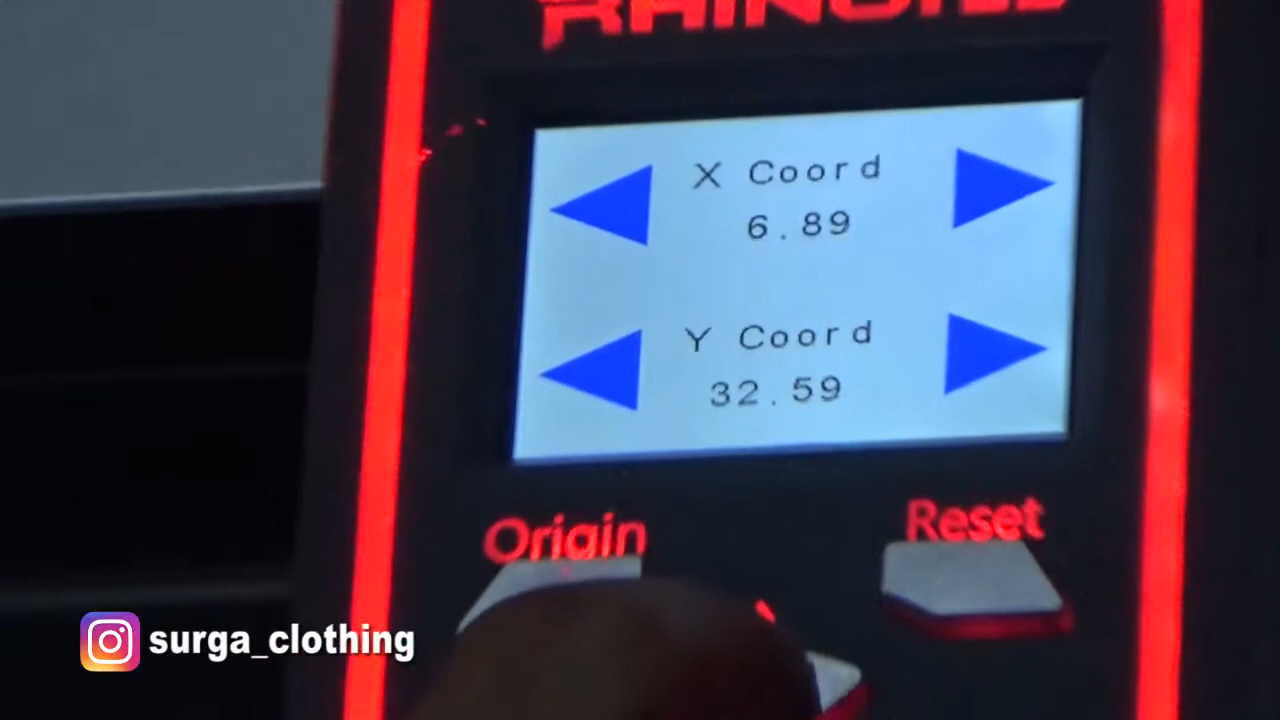 X Coord
6.89
Y Coord
32.59
Origin
Reset
surga_clothing